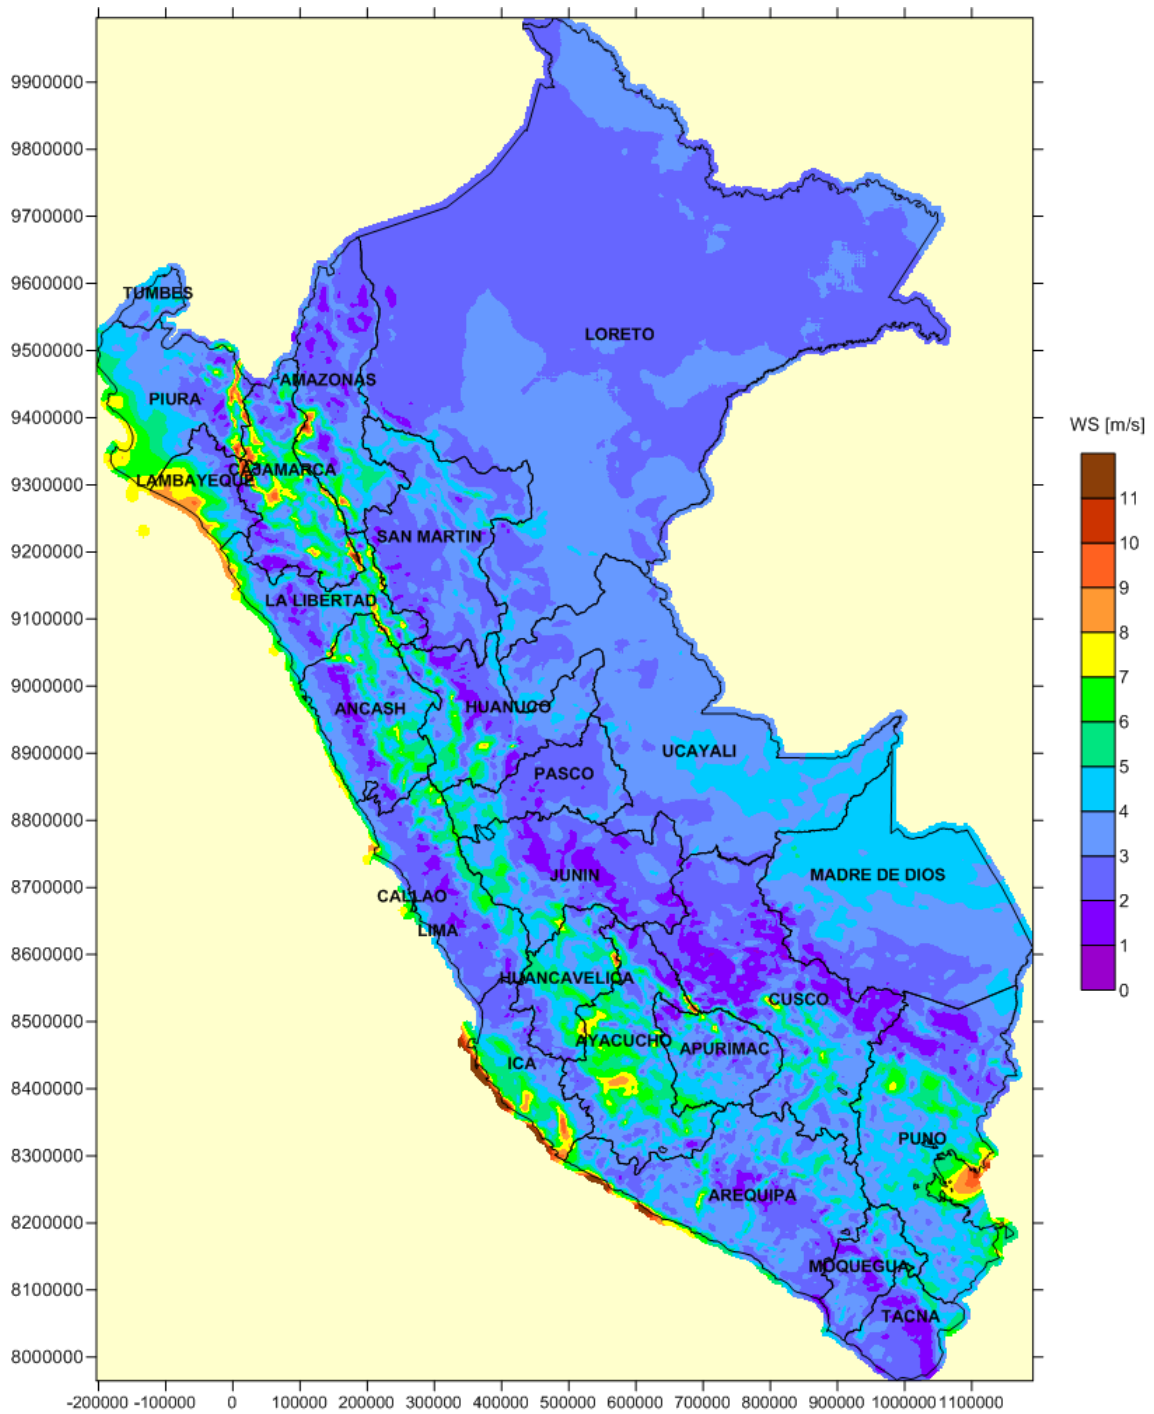 9900000
9800000
9700000
9600000
9500000
9400000
9300000
9200000
9100000
9000000
8900000
8800000
8700000
8600000
8500000
8400000
8300000
8200000
8100000
8000000
TUMBES
LORETO
AMAZONAS
PIURA
CAJAMARCA
LAMBAYEQUE
SAN MARTIN
LA LIBERTAD
ANCASH
HUANUCO
UCAYALI
PASCO
JUNIN
MADRE DE DIOS
CALLAO
LIMA
HUANCAVELICA
CUSCO
AYACUCHO
APURIMAC
ICA
PUNO
AREQUIPA
MOQUEGUA
TACNA
WS [m/s]
11
10
9
8
7
6
5
4
3
2
1
0
-200000 -100000 0 100000 200000 300000 400000 500000 600000 700000 800000 900000 1000000 1100000